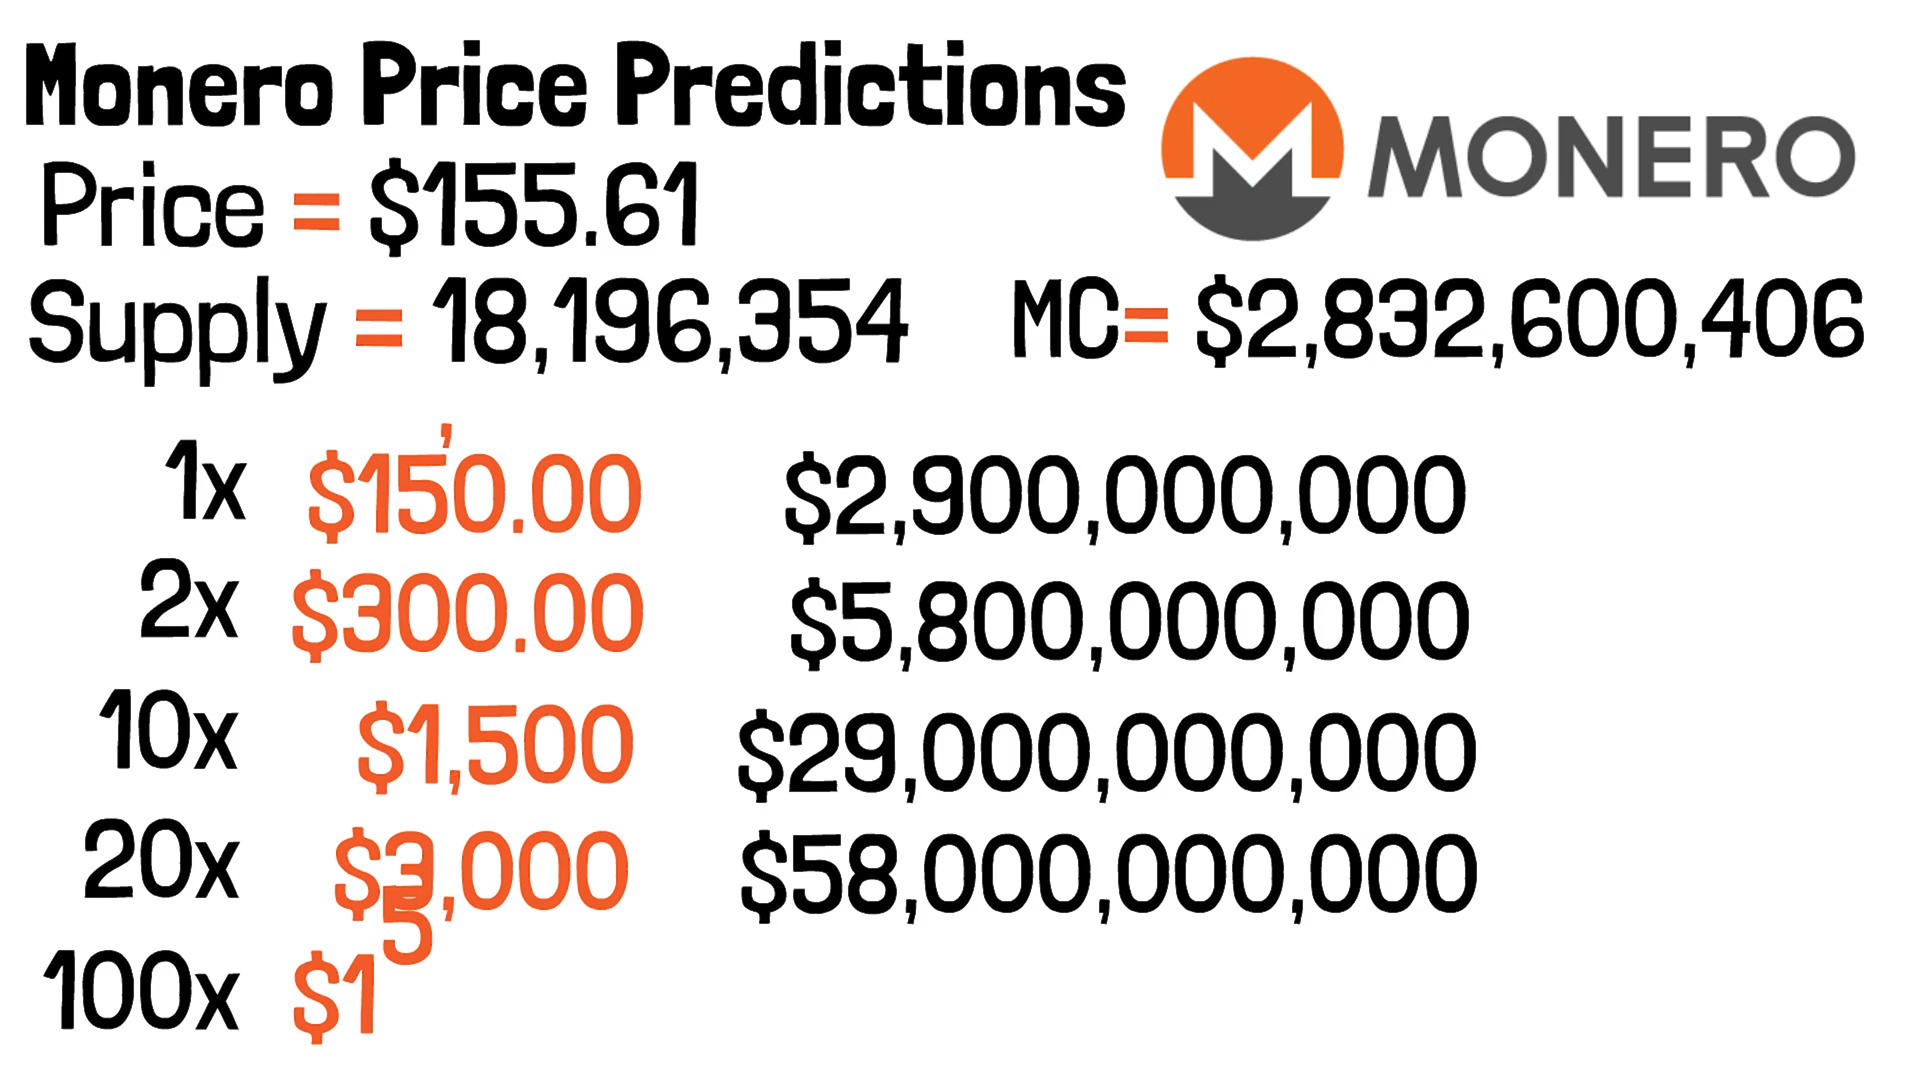 Monero Price Predictions
MONERO
Price = $155.61
Supply = 18,196,354 MC= $2,832,600,406
,
1x $150.00 $2,900,000,000
2x $300.00 $5,800,000,000
10x $1,500 $29,000,000,000
20x $3,000 $58,000,000,000
5
100x $1